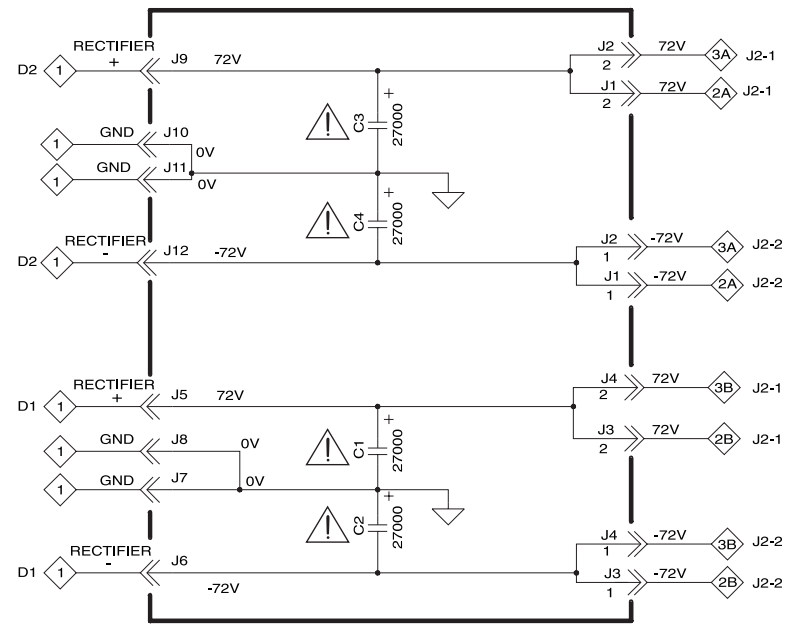 RECTIFIER
+
D2 1 J9 72V
J2 72V 3A J2-1
2
J1 72V 2A J2-1
2
+
C3
27000
1 GND J10
0V
1 GND J11
0V
+
C4
27000
RECTIFIER
-
D2 1 J12 -72V
J2 -72V 3A J2-2
1
J1 -72V 2A J2-2
1
RECTIFIER
+
D1 1 J5 72V
J4 72V 3B J2-1
2
J3 72V 2B J2-1
2
+
C1
27000
1 GND J8 0V
1 GND J7 0V
+
C2
27000
RECTIFIER
-
D1 1 J6
-72V
J4 -72V 3B J2-2
1
J3 -72V 2B J2-2
1